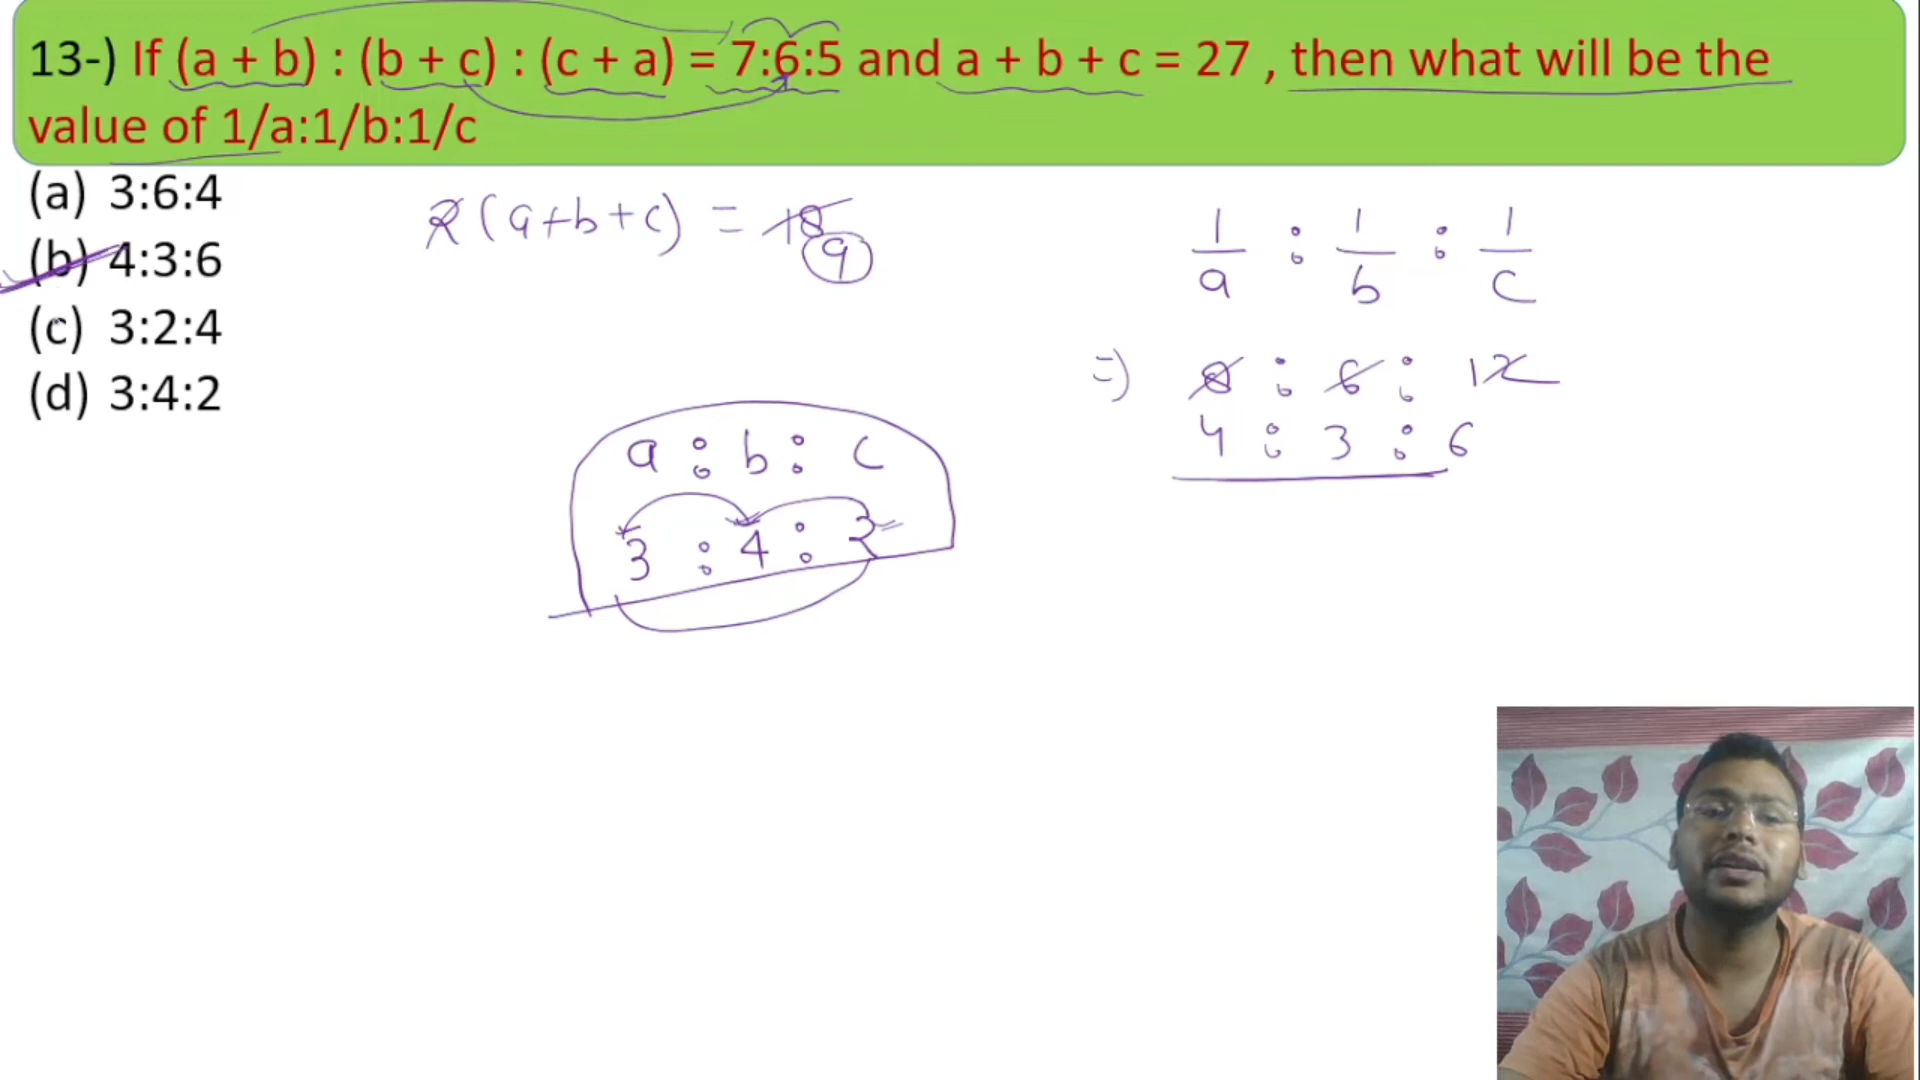 13-) If (a + b) : (b + c) : (c + a) = 7:6:5 and a + b + c = 27 , then what will be the
value of 1/a:1/b:1/c
(a) 3:6:4
(b) 4:3:6
(c) 3:2:4
(d) 3:4:2
2(a+b+c) = 18
9
a : b : c
3 : 4 : 2
1/a : 1/b : 1/c
=) 8 : 6 : 12
4 : 3 : 6